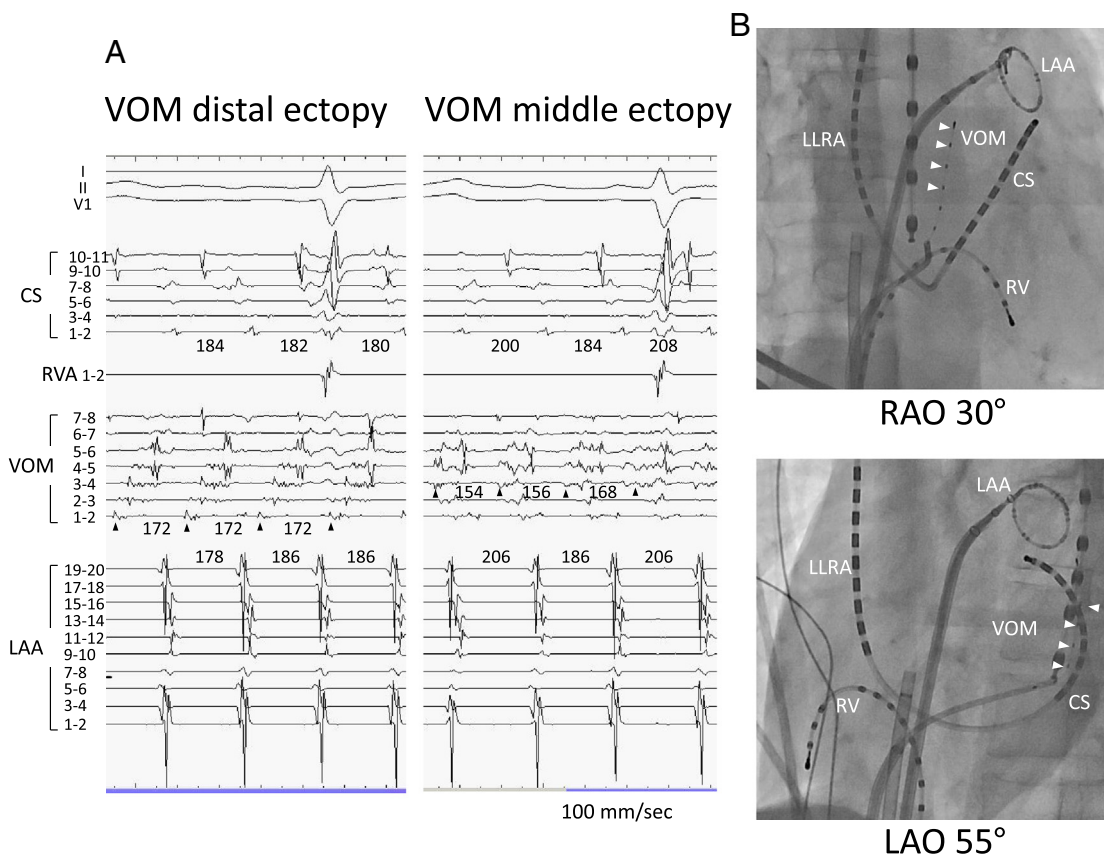 A
VOM distal ectopy
VOM middle ectopy
I
II
V1
CS
10-11
9-10
7-8
5-6
3-4
1-2
184 182 180
200 184 208
RVA 1-2
VOM
7-8
6-7
5-6
4-5
3-4
2-3
1-2
154 156 168
172 172 172
178 186 186
206 186 206
LAA
19-20
17-18
15-16
13-14
11-12
9-10
7-8
5-6
3-4
1-2
100 mm/sec
B
LAA
LLRA
VOM
CS
RV
RAO 30°
LAA
LLRA
VOM
RV
CS
LAO 55°